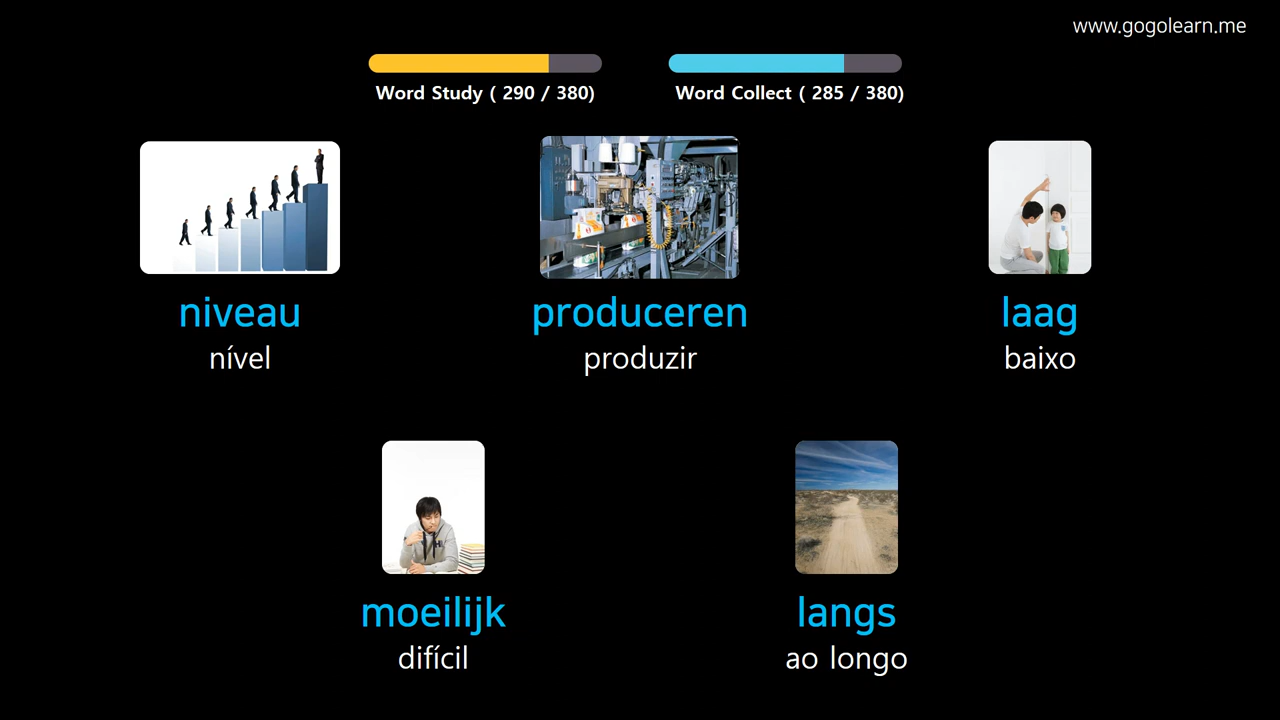 www.gogolearn.me
Word Study ( 290 / 380)
Word Collect ( 285 / 380)
niveau
nível
produceren
produzir
laag
baixo
moeilijk
difícil
langs
ao longo